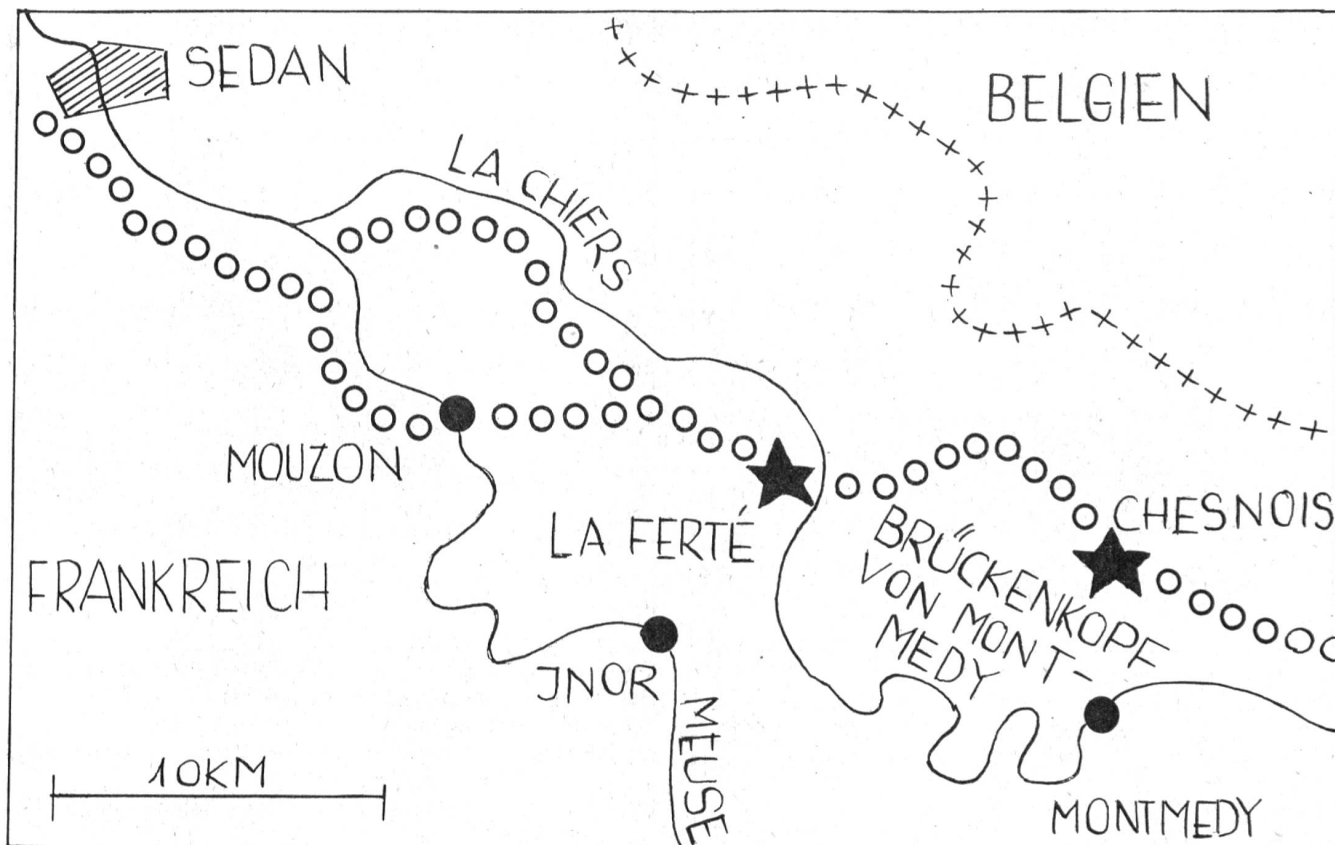 SEDAN
BELGIEN
LA CHIERS
MOUZON
LA FERTÉ
CHESNOIS
BRÜCKENKOPF
VON MONT-
MEDY
FRANKREICH
JNOR
MEUSE
10KM
MONTMEDY